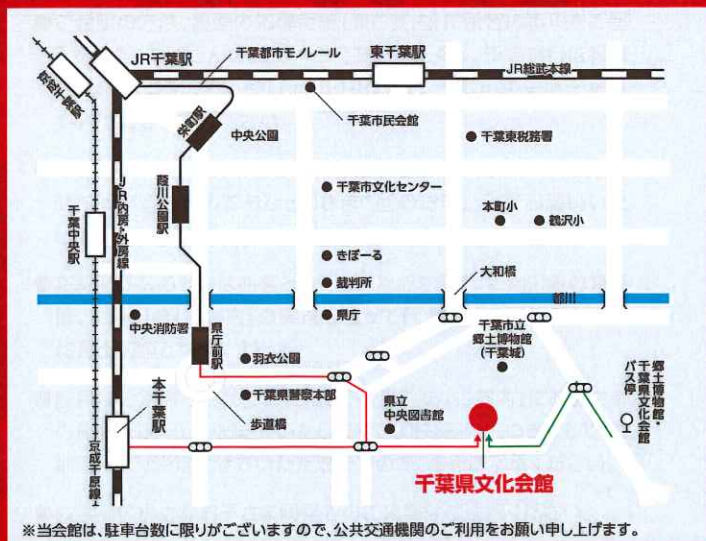 JR千葉駅
千葉都市モノレール
東千葉駅
JR総武本線
京成千葉駅
栄町駅
中央公園
千葉市民会館
千葉東税務署
葭川公園駅
千葉市文化センター
本町小
鶴沢小
JR内房・外房線
千葉中央駅
きぼーる
裁判所
大和橋
都川
中央消防署
県庁前駅
県庁
千葉市立
郷土博物館
(千葉城)
羽衣公園
千葉県警察本部
歩道橋
県立
中央図書館
郷土博物館・
千葉県文化会館
バス停
本千葉駅
京成千原線
千葉県文化会館
※当会館は、駐車台数に限りがございますので、公共交通機関のご利用をお願い申し上げます。